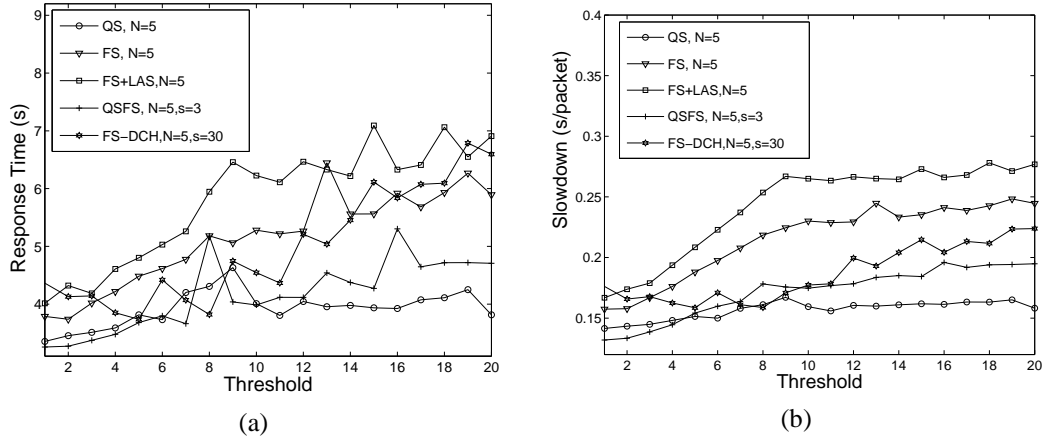 9
8
7
6
5
4
Response Time (s)
QS, N=5
FS, N=5
FS+LAS,N=5
QSFS, N=5,s=3
FS−DCH,N=5,s=30
2 4 6 8 10 12 14 16 18 20
Threshold
(a)
0.4
0.35
0.3
0.25
0.2
0.15
Slowdown (s/packet)
QS, N=5
FS, N=5
FS+LAS,N=5
QSFS, N=5,s=3
FS−DCH,N=5,s=30
2 4 6 8 10 12 14 16 18 20
Threshold
(b)